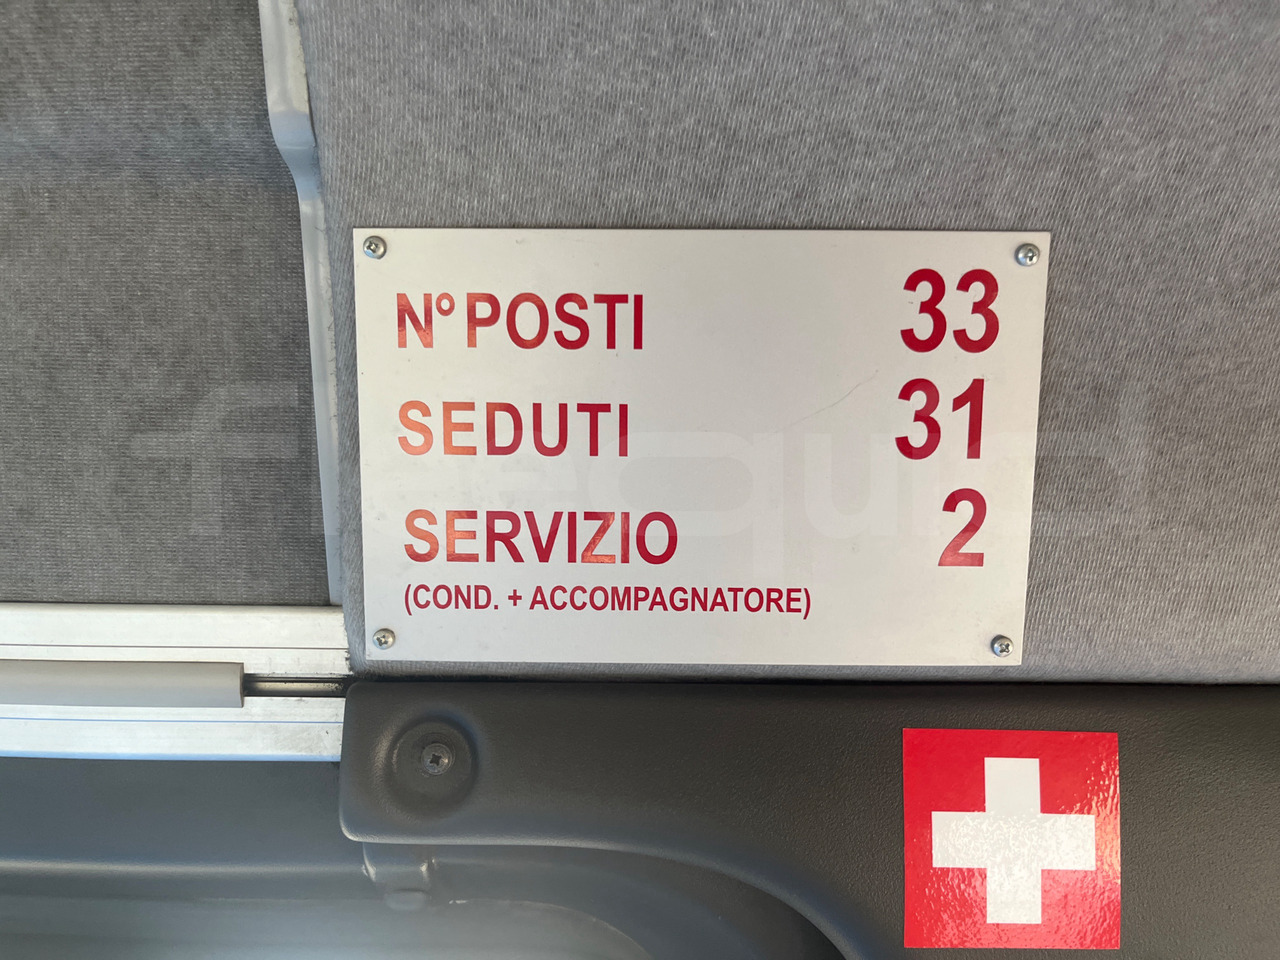 N° POSTI 33
SEDUTI 31
SERVIZIO 2
(COND. + ACCOMPAGNATORE)